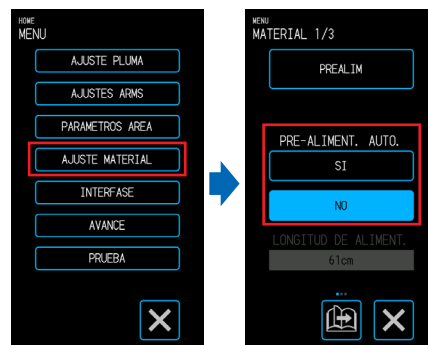 HOME
MENU
AJUSTE PLUMA
AJUSTES ARMS
PARAMETROS AREA
AJUSTE MATERIAL
INTERFASE
AVANCE
PRUEBA
MENU
MATERIAL 1/3
PREALIM
PRE-ALIMENT. AUTO.
SI
NO
LONGITUD DE ALIMENT.
61cm